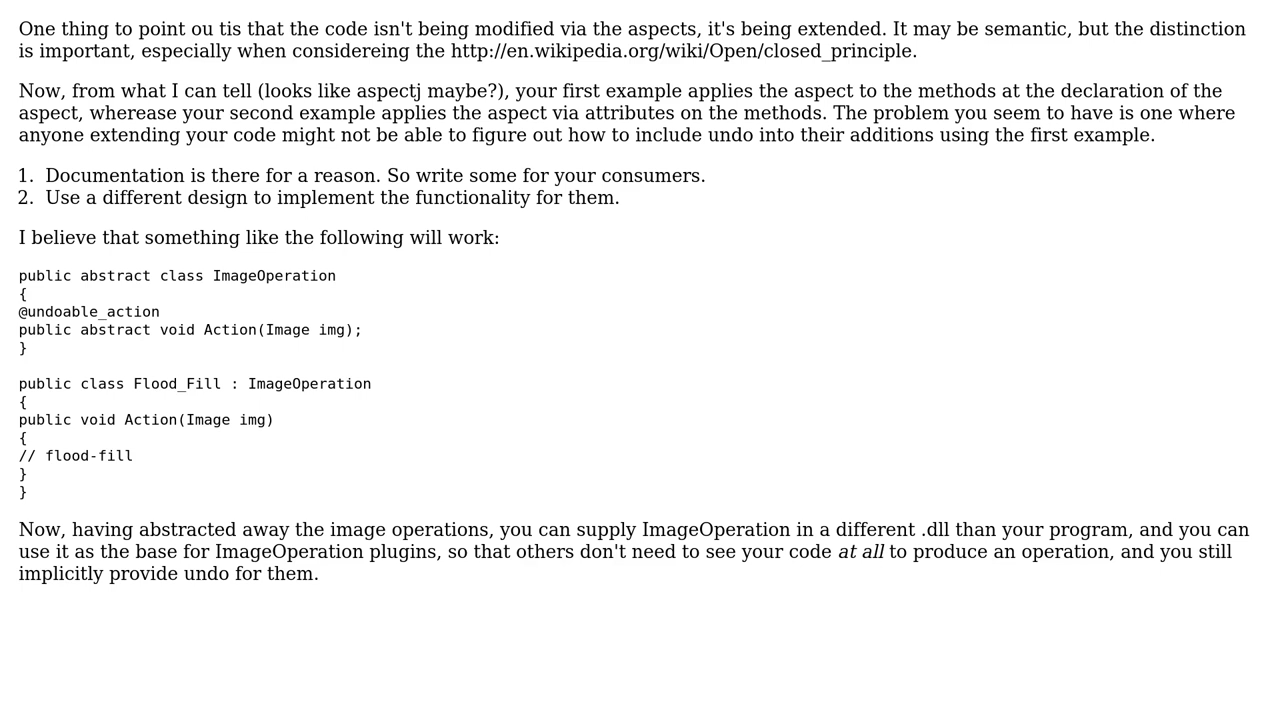 One thing to point ou tis that the code isn't being modified via the aspects, it's being extended. It may be semantic, but the distinction
is important, especially when considereing the http://en.wikipedia.org/wiki/Open/closed_principle.
Now, from what I can tell (looks like aspectj maybe?), your first example applies the aspect to the methods at the declaration of the
aspect, wherease your second example applies the aspect via attributes on the methods. The problem you seem to have is one where
anyone extending your code might not be able to figure out how to include undo into their additions using the first example.
1. Documentation is there for a reason. So write some for your consumers.
2. Use a different design to implement the functionality for them.
I believe that something like the following will work:
public abstract class ImageOperation
{
@undoable_action
public abstract void Action(Image img);
}
public class Flood_Fill : ImageOperation
{
public void Action(Image img)
{
// flood-fill
}
}
Now, having abstracted away the image operations, you can supply ImageOperation in a different .dll than your program, and you can
use it as the base for ImageOperation plugins, so that others don't need to see your code at all to produce an operation, and you still
implicitly provide undo for them.